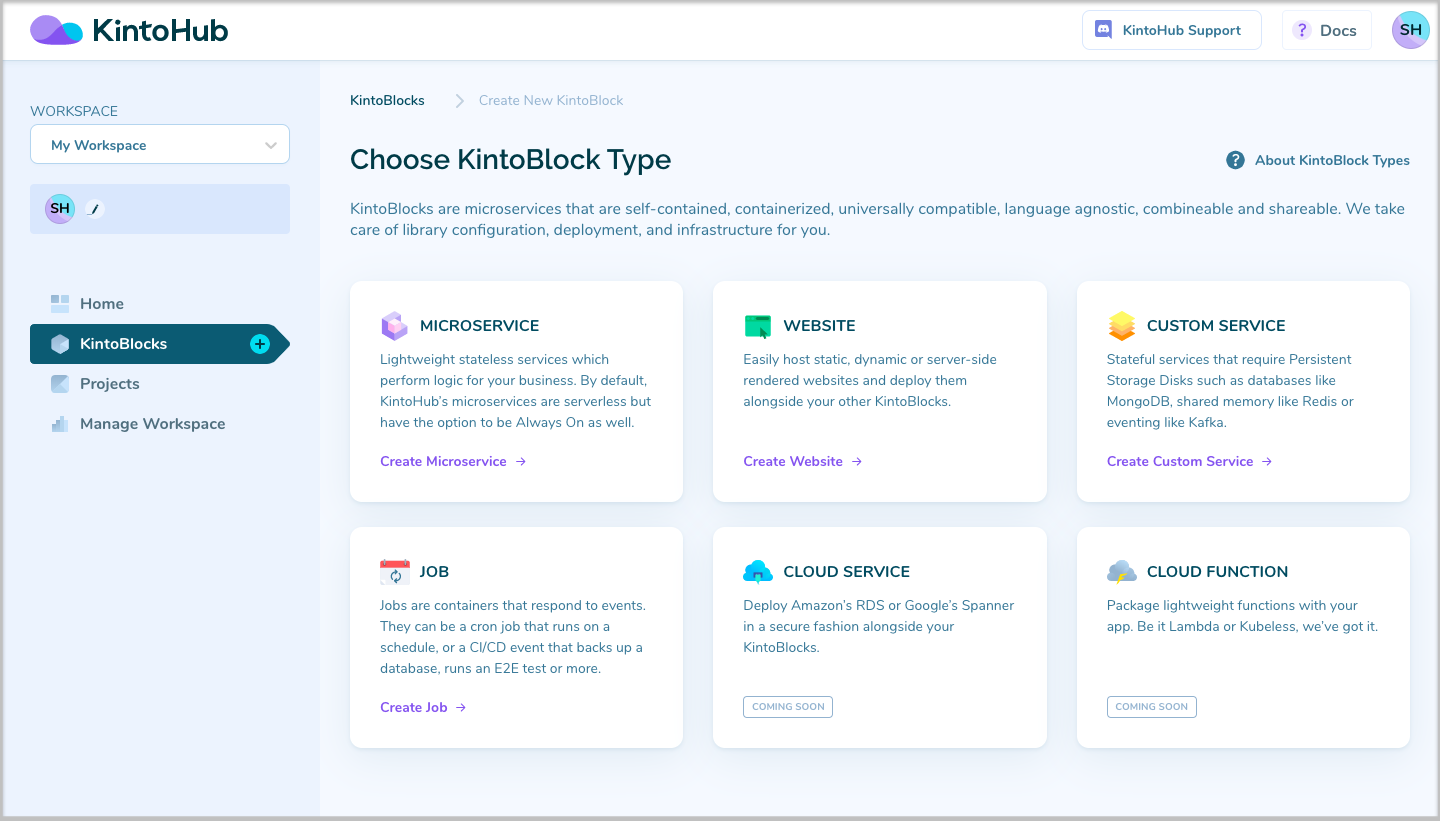 KintoHub
KintoHub Support
? Docs
SH
WORKSPACE
My Workspace
SH
Home
KintoBlocks
Projects
Manage Workspace
KintoBlocks
Create New KintoBlock
Choose KintoBlock Type
? About KintoBlock Types
KintoBlocks are microservices that are self-contained, containerized, universally compatible, language agnostic, combineable and shareable. We take
care of library configuration, deployment, and infrastructure for you.
MICROSERVICE
Lightweight stateless services which
perform logic for your business. By default,
KintoHub's microservices are serverless but
have the option to be Always On as well.
Create Microservice →
WEBSITE
Easily host static, dynamic or server-side
rendered websites and deploy them
alongside your other KintoBlocks.
Create Website →
CUSTOM SERVICE
Stateful services that require Persistent
Storage Disks such as databases like
MongoDB, shared memory like Redis or
eventing like Kafka.
Create Custom Service →
JOB
Jobs are containers that respond to events.
They can be a cron job that runs on a
schedule, or a CI/CD event that backs up a
database, runs an E2E test or more.
Create Job →
CLOUD SERVICE
Deploy Amazon's RDS or Google's Spanner
in a secure fashion alongside your
KintoBlocks.
COMING SOON
CLOUD FUNCTION
Package lightweight functions with your
app. Be it Lambda or Kubeless, we've got it.
COMING SOON